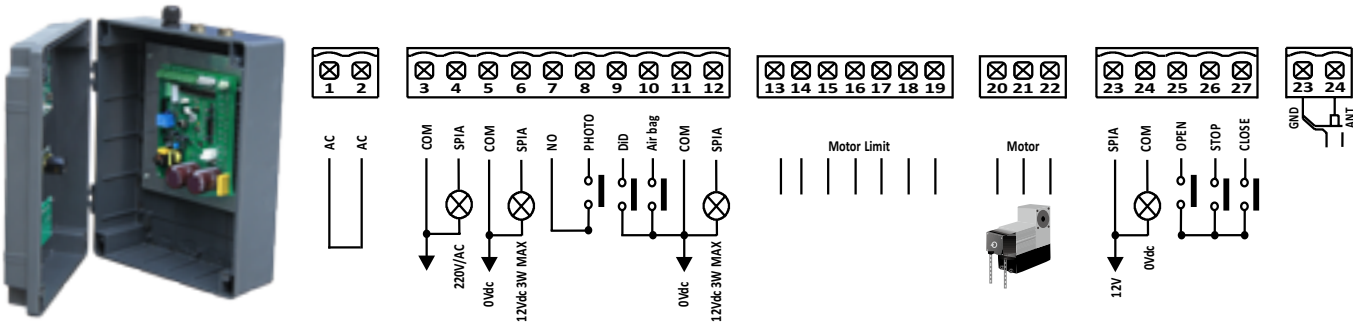 1 2
3 4 5 6 7 8 9 10 11 12
13 14 15 16 17 18 19
20 21 22
23 24 25 26 27
23 24
AC AC
COM SPIA COM SPIA NO PHOTO DiD Air bag COM SPIA
Motor Limit
Motor
SPIA COM OPEN STOP CLOSE
GND ANT
220V/AC
0Vdc
12Vdc 3W MAX
0Vdc
12Vdc 3W MAX
12V
0Vdc